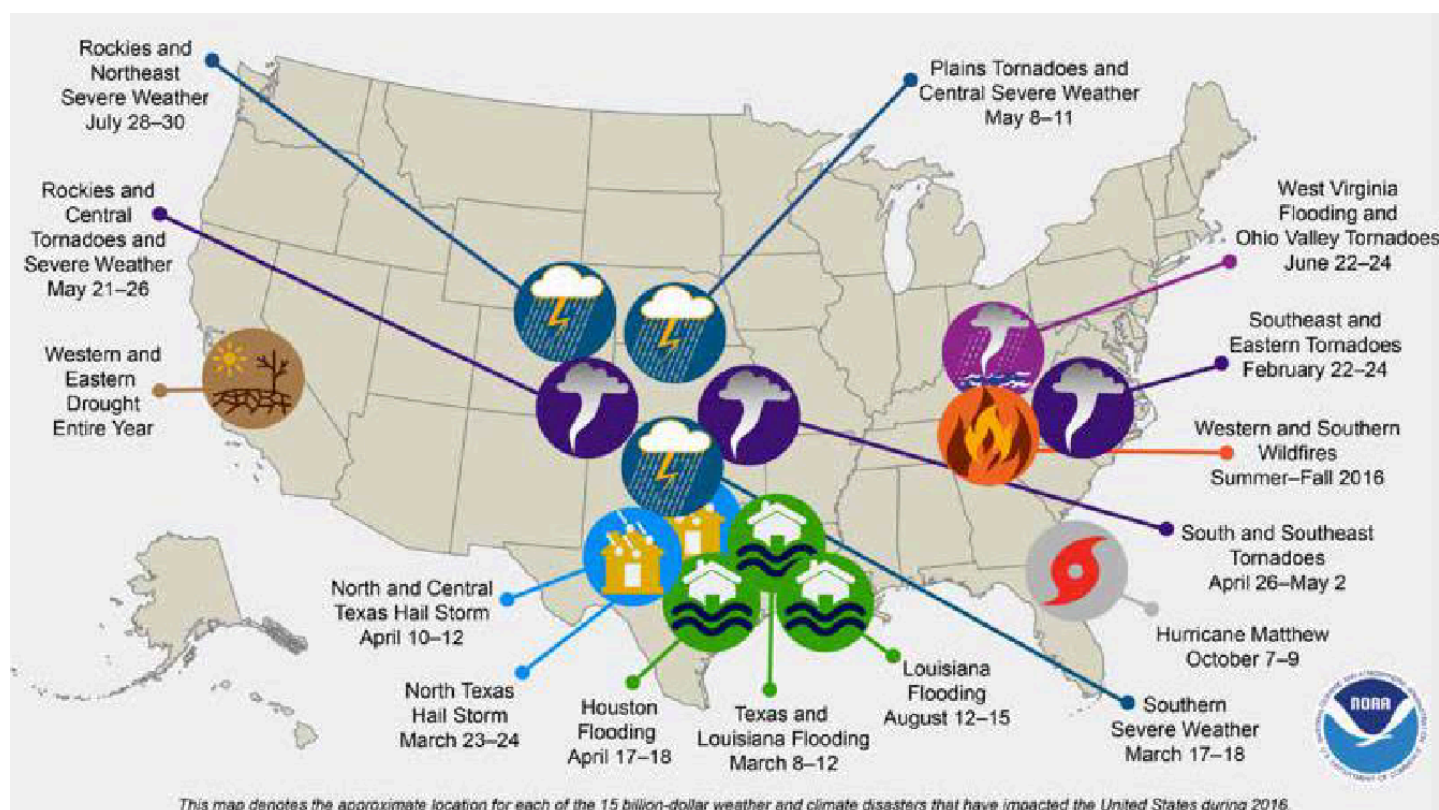 Rockies and
Northeast
Severe Weather
July 28–30
Plains Tornadoes and
Central Severe Weather
May 8–11
Rockies and
Central
Tornadoes and
Severe Weather
May 21–26
West Virginia
Flooding and
Ohio Valley Tornadoes
June 22–24
Southeast and
Eastern Tornadoes
February 22–24
Western and
Eastern
Drought
Entire Year
Western and Southern
Wildfires
Summer–Fall 2016
South and Southeast
Tornadoes
April 26–May 2
North and Central
Texas Hail Storm
April 10–12
Hurricane Matthew
October 7–9
North Texas
Hail Storm
March 23–24
Houston
Flooding
April 17–18
Texas and
Louisiana Flooding
March 8–12
Louisiana
Flooding
August 12–15
Southern
Severe Weather
March 17–18
NOAA
This map denotes the approximate location for each of the 15 billion-dollar weather and climate disasters that have impacted the United States during 2016.